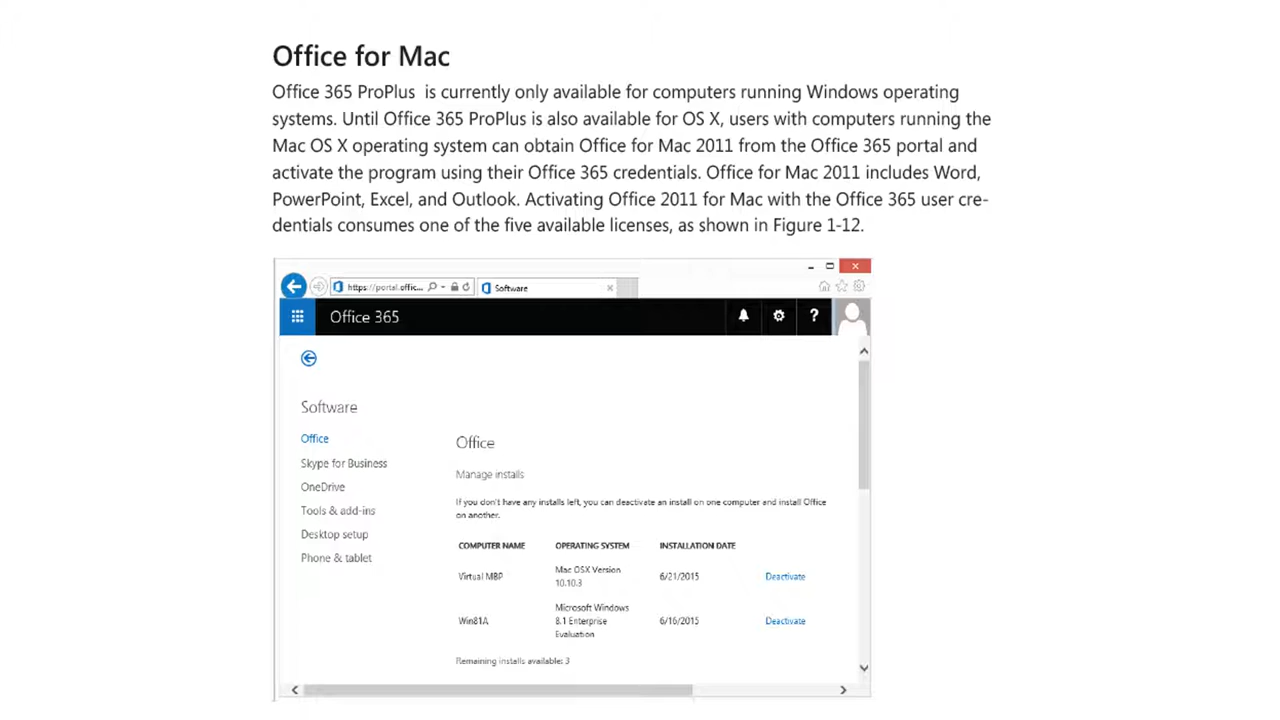 Office for Mac
Office 365 ProPlus is currently only available for computers running Windows operating
systems. Until Office 365 ProPlus is also available for OS X, users with computers running the
Mac OS X operating system can obtain Office for Mac 2011 from the Office 365 portal and
activate the program using their Office 365 credentials. Office for Mac 2011 includes Word,
PowerPoint, Excel, and Outlook. Activating Office 2011 for Mac with the Office 365 user cre-
dentials consumes one of the five available licenses, as shown in Figure 1-12.
https://portal.offic... Software
Office 365 ?
Software
Office
Skype for Business
OneDrive
Tools & add-ins
Desktop setup
Phone & tablet
Office
Manage installs
If you don't have any installs left, you can deactivate an install on one computer and install Office
on another.
COMPUTER NAME OPERATING SYSTEM INSTALLATION DATE
Virtual MBP Mac OSX Version 6/21/2015 Deactivate
10.10.3
Microsoft Windows
Win81A 8.1 Enterprise 6/16/2015 Deactivate
Evaluation
Remaining installs available: 3